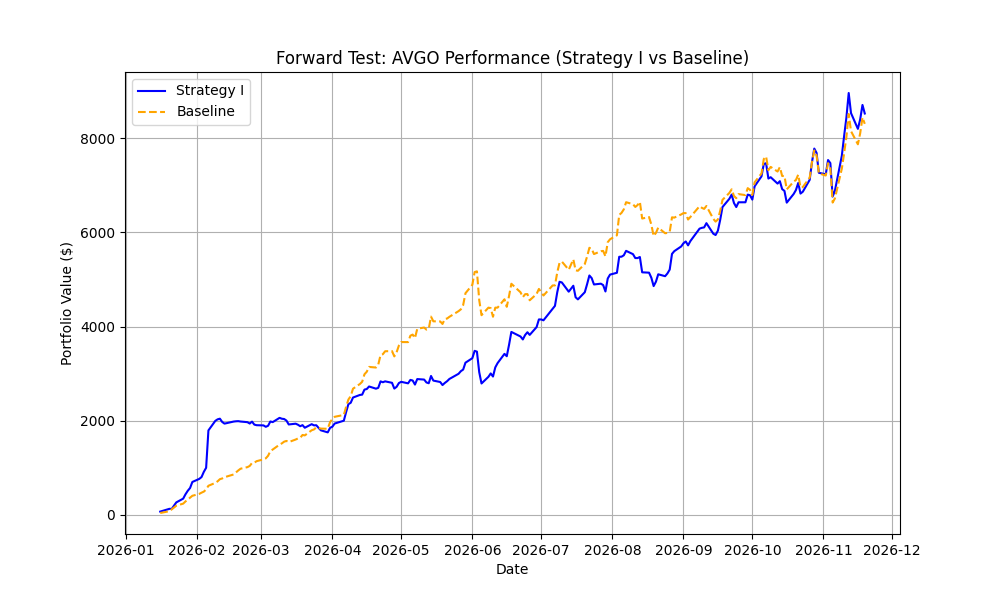 Forward Test: AVGO Performance (Strategy I vs Baseline)
Strategy I
Baseline
Portfolio Value ($)
8000
6000
4000
2000
0
2026-01 2026-02 2026-03 2026-04 2026-05 2026-06 2026-07 2026-08 2026-09 2026-10 2026-11 2026-12
Date